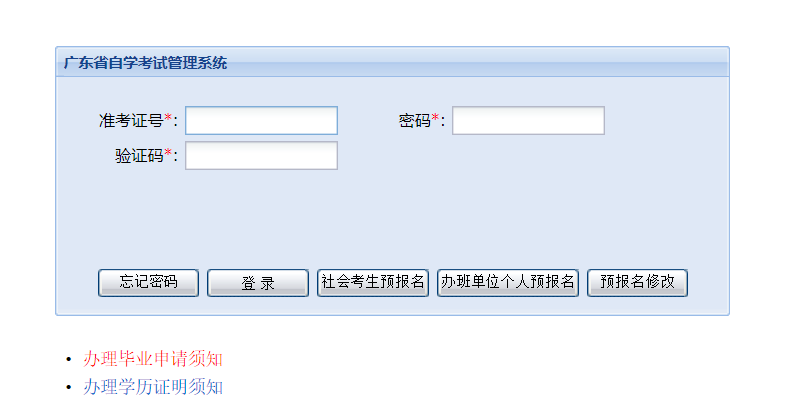 广东省自学考试管理系统
准考证号*： 密码*：
验证码*：
忘记密码 登 录 社会考生预报名 办班单位个人预报名 预报名修改
• 办理毕业申请须知
• 办理学历证明须知